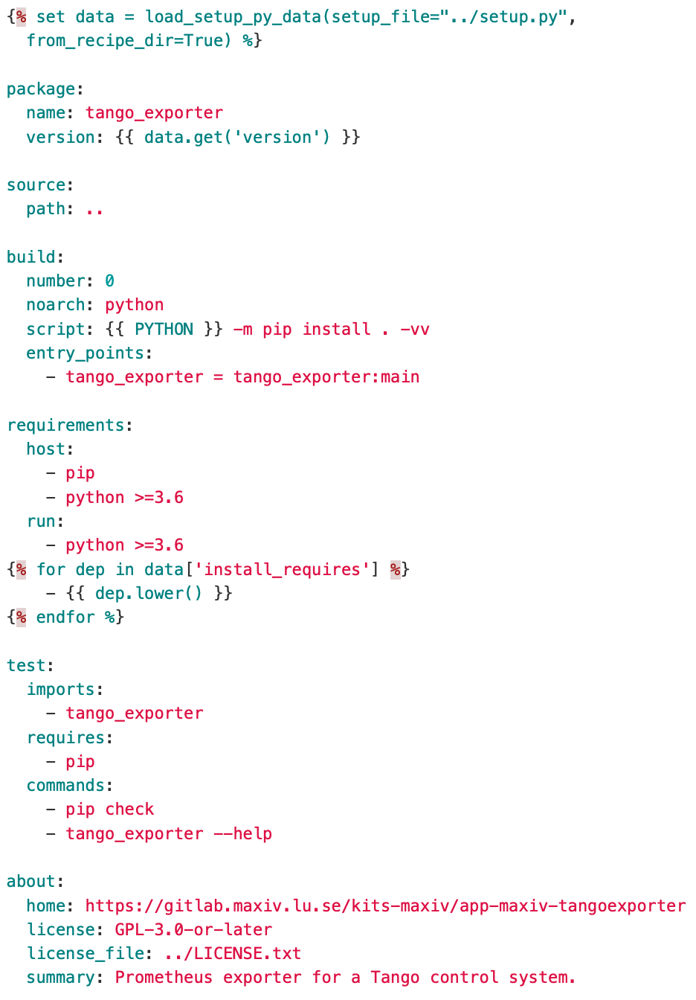 {% set data = load_setup_py_data(setup_file="../setup.py",
  from_recipe_dir=True) %}

package:
  name: tango_exporter
  version: {{ data.get('version') }}

source:
  path: ..

build:
  number: 0
  noarch: python
  script: {{ PYTHON }} -m pip install . -vv
  entry_points:
    - tango_exporter = tango_exporter:main

requirements:
  host:
    - pip
    - python >=3.6
  run:
    - python >=3.6
{% for dep in data['install_requires'] %}
    - {{ dep.lower() }}
{% endfor %}

test:
  imports:
    - tango_exporter
  requires:
    - pip
  commands:
    - pip check
    - tango_exporter --help

about:
  home: https://gitlab.maxiv.lu.se/kits-maxiv/app-maxiv-tangoexporter
  license: GPL-3.0-or-later
  license_file: ../LICENSE.txt
  summary: Prometheus exporter for a Tango control system.